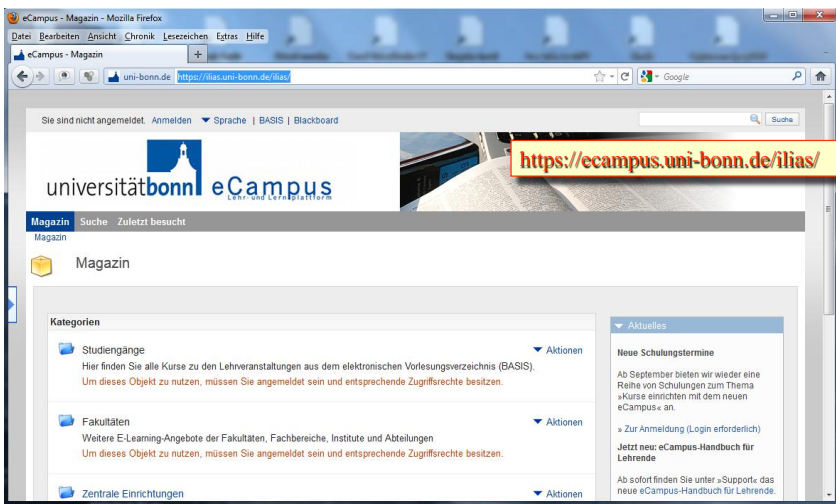 eCampus - Magazin - Mozilla Firefox
Datei Bearbeiten Ansicht Chronik Lesezeichen Extras Hilfe
eCampus - Magazin
uni-bonn.de https://ilias.uni-bonn.de/ilias/
Google
Sie sind nicht angemeldet. Anmelden Sprache | BASIS | Blackboard
Suche
universitätbonn eCampus
Lehr- und Lernplattform
https://ecampus.uni-bonn.de/ilias/
Magazin Suche Zuletzt besucht
Magazin
Magazin
Kategorien
Studiengänge
Aktionen
Hier finden Sie alle Kurse zu den Lehrveranstaltungen aus dem elektronischen Vorlesungsverzeichnis (BASIS).
Um dieses Objekt zu nutzen, müssen Sie angemeldet sein und entsprechende Zugriffsrechte besitzen.
Fakultäten
Aktionen
Weitere E-Learning-Angebote der Fakultäten, Fachbereiche, Institute und Abteilungen
Um dieses Objekt zu nutzen, müssen Sie angemeldet sein und entsprechende Zugriffsrechte besitzen.
Zentrale Einrichtungen
Aktionen
Aktuelles
Neue Schulungstermine
Ab September bieten wir wieder eine
Reihe von Schulungen zum Thema
»Kurse einrichten mit dem neuen
eCampus« an.
» Zur Anmeldung (Login erforderlich)
Jetzt neu: eCampus-Handbuch für
Lehrende
Ab sofort finden Sie unter »Support« das
neue eCampus-Handbuch für Lehrende.